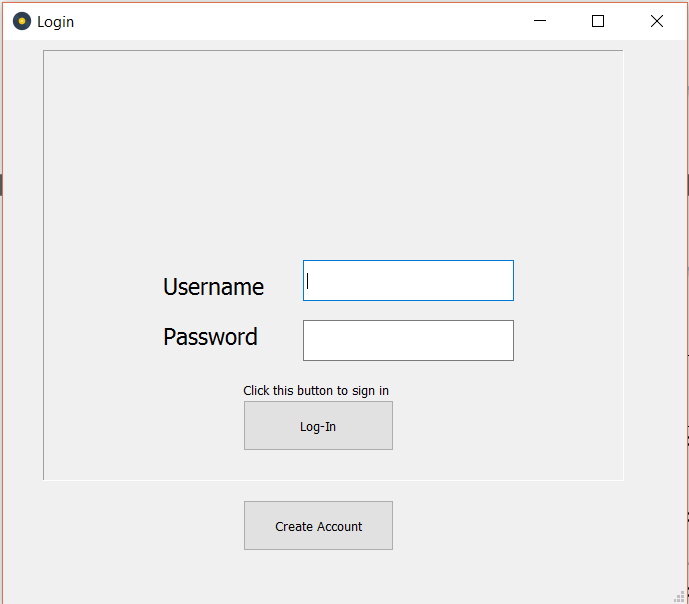 Login
Username
Password
Click this button to sign in
Log-In
Create Account